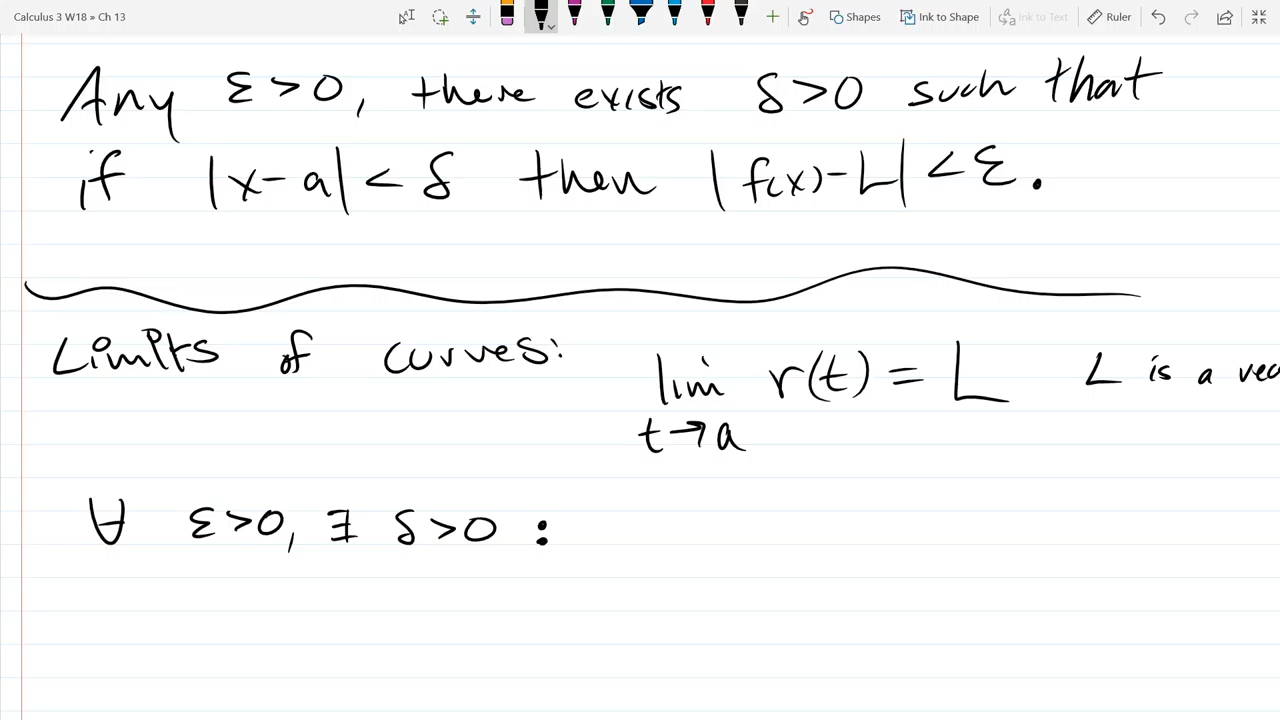 Calculus 3 W18 » Ch 13
Shapes Ink to Shape Ink to Text Ruler
Any ε>0, there exists δ>0 such that
if |x-a|<δ then |f(x)-L|<ε.
Limits of curves: lim r(t) = L L is a
t→a
∀ ε>0, ∃ δ>0 :